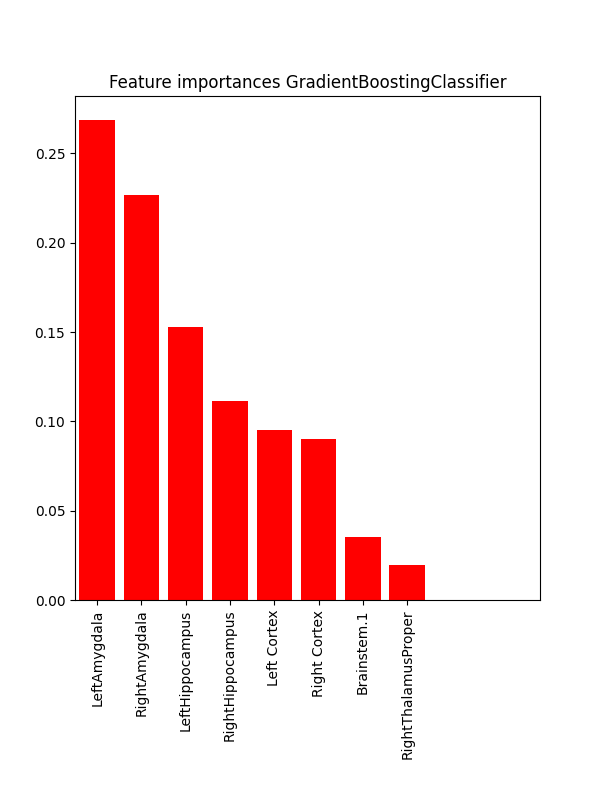 Feature importances GradientBoostingClassifier
0.25
0.20
0.15
0.10
0.05
0.00
LeftAmygdala
RightAmygdala
LeftHippocampus
RightHippocampus
Left Cortex
Right Cortex
Brainstem.1
RightThalamusProper